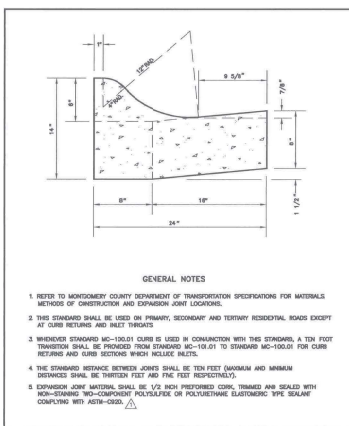 1"
12" RAD.
4" RAD.
9 5/8"
7/8"
6"
14"
8"
1 1/2"
8"
16"
24"
GENERAL NOTES
1. REFER TO MONTGOMERY COUNTY DEPARTMENT OF TRANSPORTATION SPECIFICATIONS FOR MATERIALS,
METHODS OF CONSTRUCTION AND EXPANSION JOINT LOCATIONS.
2. THIS STANDARD SHALL BE USED ON PRIMARY, SECONDARY AND TERTIARY RESIDENTIAL ROADS EXCEPT
AT CURB RETURNS AND INLET THROATS
3. WHENEVER STANDARD MC-100.01 CURB IS USED IN CONJUNCTION WITH THIS STANDARD, A TEN FOOT
TRANSITION SHALL BE PROVIDED FROM STANDARD MC-101.01 TO STANDARD MC-100.01 FOR CURB
RETURNS AND CURB SECTIONS WHICH INCLUDE INLETS.
4. THE STANDARD DISTANCE BETWEEN JOINTS SHALL BE TEN FEET (MAXIMUM AND MINIMUM
DISTANCES SHALL BE THIRTEEN FEET AND FIVE FEET RESPECTIVELY).
5. EXPANSION JOINT MATERIAL SHALL BE 1/2 INCH PREFORMED CORK, TRIMMED AND SEALED WITH
NON-STAINING TWO-COMPONENT POLYSULFIDE OR POLYURETHANE ELASTOMERIC TYPE SEALANT
COMPLYING WITH ASTM-C920.